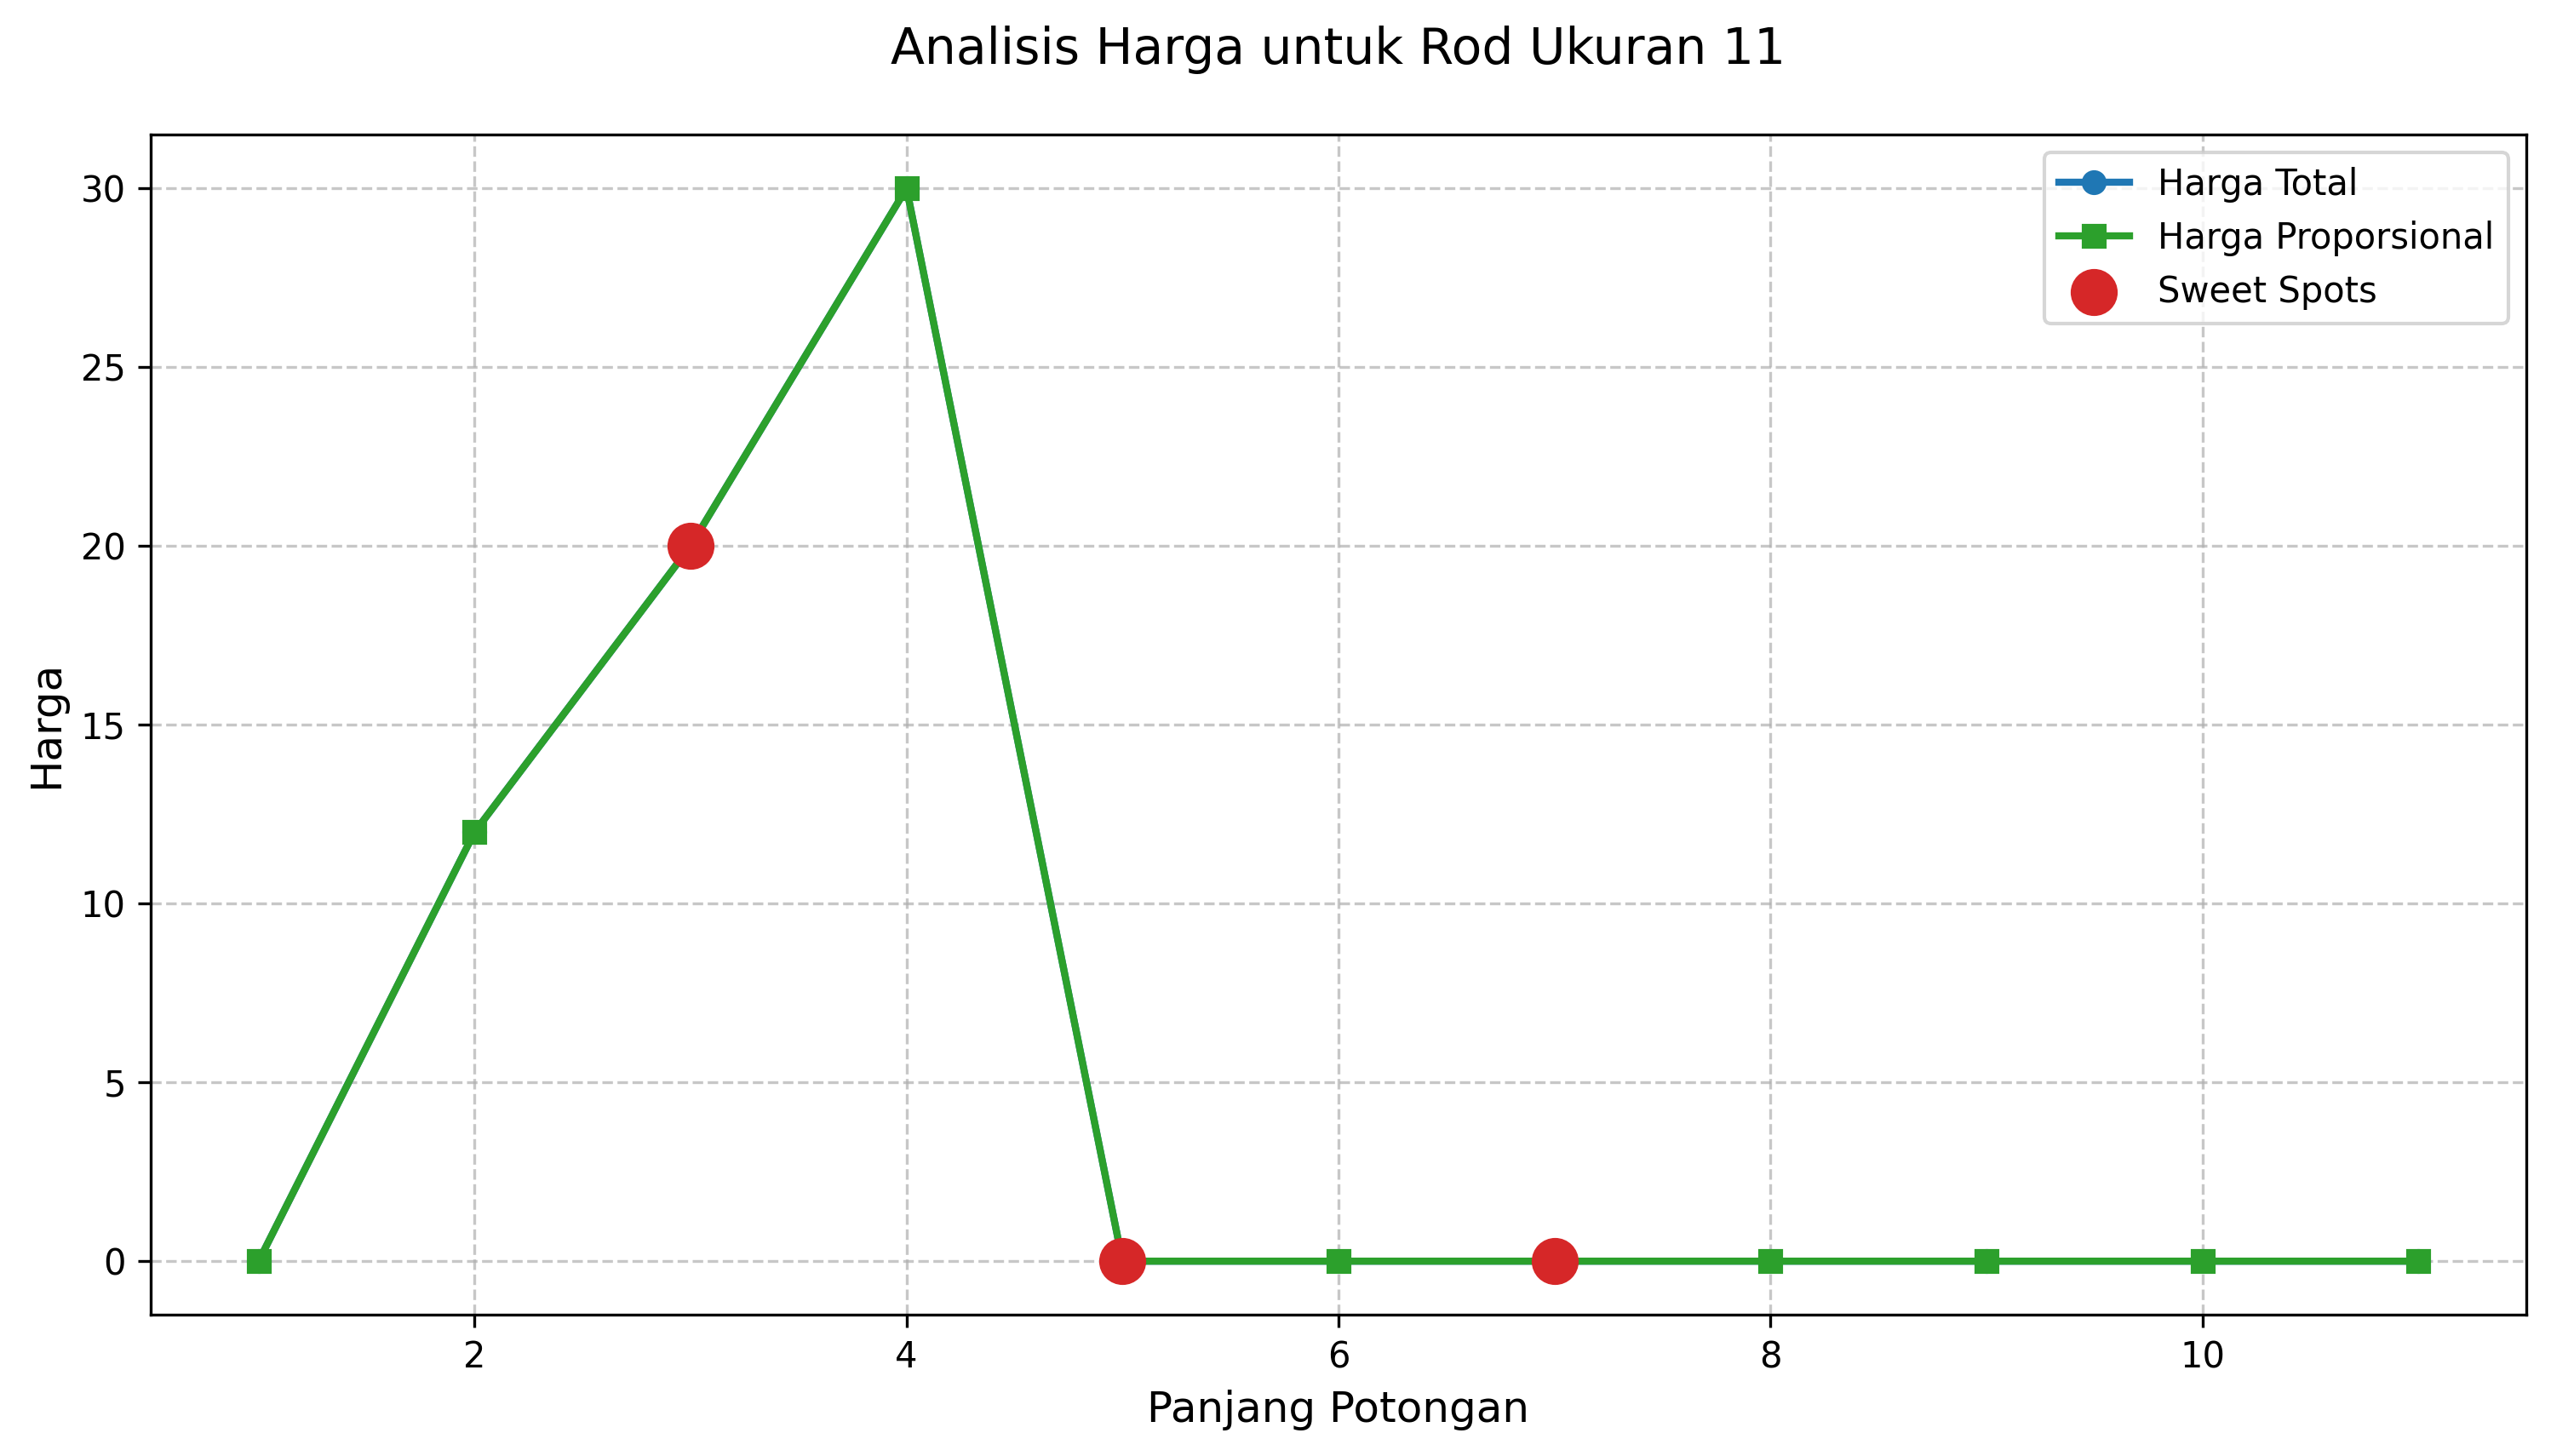 Analisis Harga untuk Rod Ukuran 11
Harga Total
Harga Proporsional
Sweet Spots
Harga
30
25
20
15
10
5
0
2
4
6
8
10
Panjang Potongan